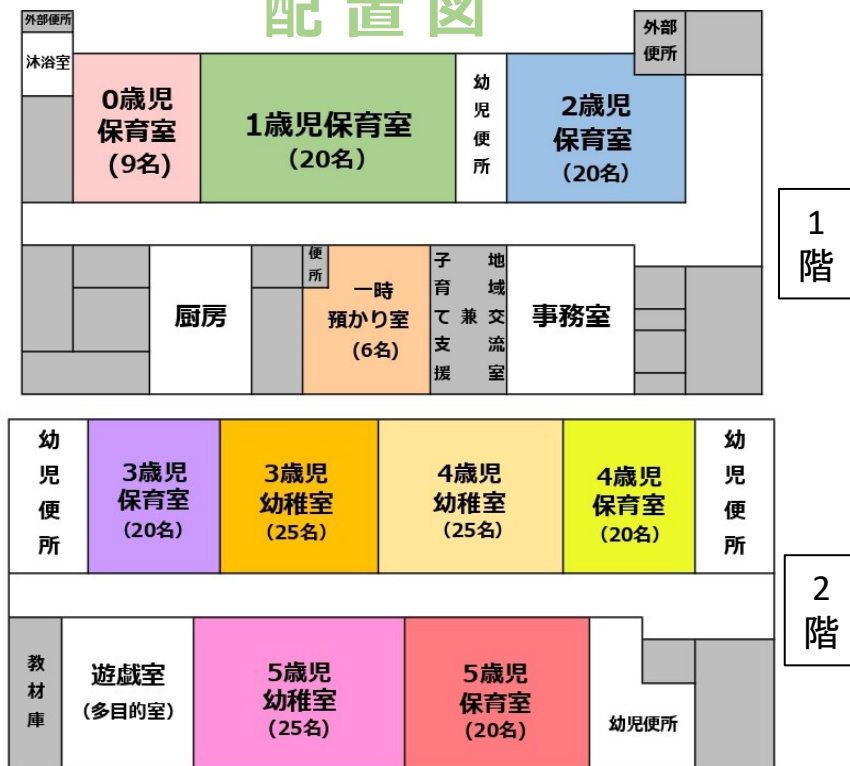 配置図
外部便所
沐浴室
0歳児
保育室
(9名)
1歳児保育室
(20名)
幼児便所
2歳児
保育室
(20名)
外部
便所
1階
厨房
便所
一時
預かり室
(6名)
子育て支援
兼
地域交流室
事務室
幼児便所
3歳児
保育室
(20名)
3歳児
幼稚室
(25名)
4歳児
幼稚室
(25名)
4歳児
保育室
(20名)
幼児便所
2階
教材庫
遊戯室
(多目的室)
5歳児
幼稚室
(25名)
5歳児
保育室
(20名)
幼児便所